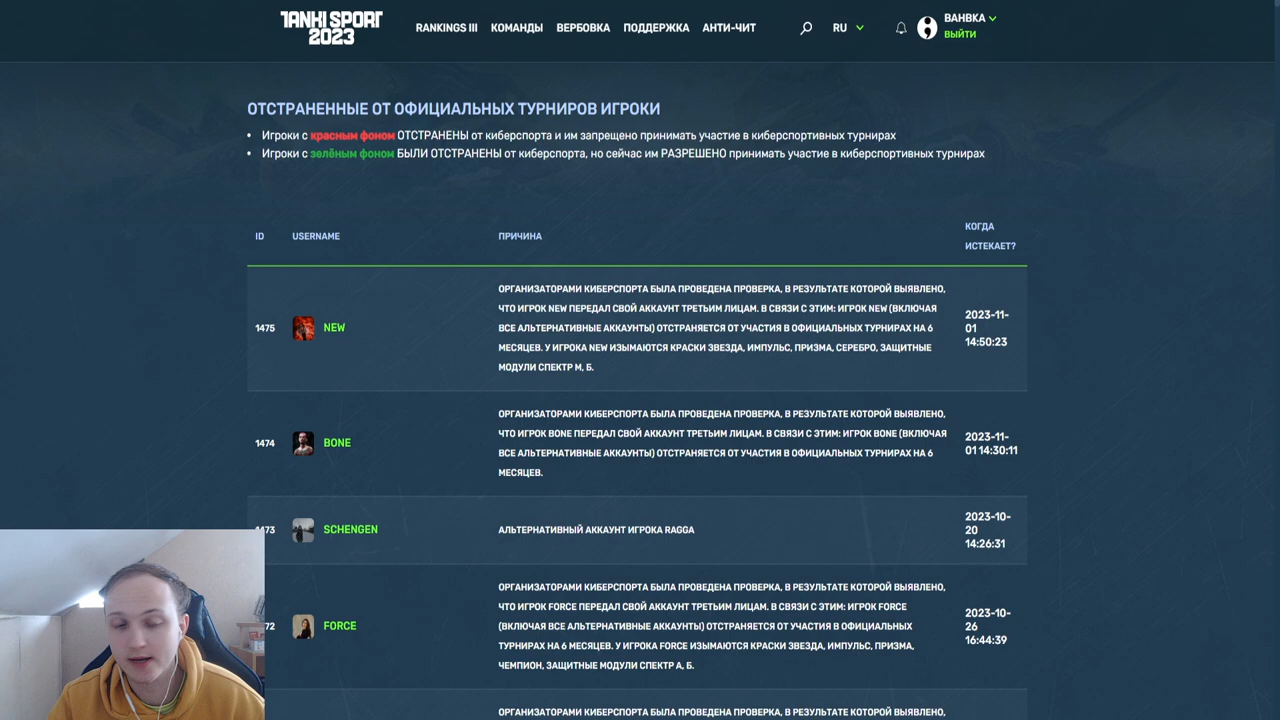 TANKI SPORT
2023
RANKINGS III КОМАНДЫ ВЕРБОВКА ПОДДЕРЖКА АНТИ-ЧИТ
RU
ВАНВКА
ВЫЙТИ
ОТСТРАНЕННЫЕ ОТ ОФИЦИАЛЬНЫХ ТУРНИРОВ ИГРОКИ
• Игроки с красным фоном ОТСТРАНЕНЫ от киберспорта и им запрещено принимать участие в киберспортивных турнирах
• Игроки с зелёным фоном БЫЛИ ОТСТРАНЕНЫ от киберспорта, но сейчас им РАЗРЕШЕНО принимать участие в киберспортивных турнирах
ID USERNAME ПРИЧИНА КОГДА
ИСТЕКАЕТ?
1475 NEW
ОРГАНИЗАТОРАМИ КИБЕРСПОРТА БЫЛА ПРОВЕДЕНА ПРОВЕРКА, В РЕЗУЛЬТАТЕ КОТОРОЙ ВЫЯВЛЕНО,
ЧТО ИГРОК NEW ПЕРЕДАЛ СВОЙ АККАУНТ ТРЕТЬИМ ЛИЦАМ. В СВЯЗИ С ЭТИМ: ИГРОК NEW (ВКЛЮЧАЯ
ВСЕ АЛЬТЕРНАТИВНЫЕ АККАУНТЫ) ОТСТРАНЯЕТСЯ ОТ УЧАСТИЯ В ОФИЦИАЛЬНЫХ ТУРНИРАХ НА 6
МЕСЯЦЕВ. У ИГРОКА NEW ИЗЫМАЮТСЯ КРАСКИ ЗВЕЗДА, ИМПУЛЬС, ПРИЗМА, СЕРЕБРО, ЗАЩИТНЫЕ
МОДУЛИ СПЕКТР М, Б.
2023-11-
01
14:50:23
1474 BONE
ОРГАНИЗАТОРАМИ КИБЕРСПОРТА БЫЛА ПРОВЕДЕНА ПРОВЕРКА, В РЕЗУЛЬТАТЕ КОТОРОЙ ВЫЯВЛЕНО,
ЧТО ИГРОК BONE ПЕРЕДАЛ СВОЙ АККАУНТ ТРЕТЬИМ ЛИЦАМ. В СВЯЗИ С ЭТИМ: ИГРОК BONE (ВКЛЮЧАЯ
ВСЕ АЛЬТЕРНАТИВНЫЕ АККАУНТЫ) ОТСТРАНЯЕТСЯ ОТ УЧАСТИЯ В ОФИЦИАЛЬНЫХ ТУРНИРАХ НА 6
МЕСЯЦЕВ.
2023-11-
01 14:30:11
1473 SCHENGEN
АЛЬТЕРНАТИВНЫЙ АККАУНТ ИГРОКА RAGGA
2023-10-
20
14:26:31
72 FORCE
ОРГАНИЗАТОРАМИ КИБЕРСПОРТА БЫЛА ПРОВЕДЕНА ПРОВЕРКА, В РЕЗУЛЬТАТЕ КОТОРОЙ ВЫЯВЛЕНО,
ЧТО ИГРОК FORCE ПЕРЕДАЛ СВОЙ АККАУНТ ТРЕТЬИМ ЛИЦАМ. В СВЯЗИ С ЭТИМ: ИГРОК FORCE
(ВКЛЮЧАЯ ВСЕ АЛЬТЕРНАТИВНЫЕ АККАУНТЫ) ОТСТРАНЯЕТСЯ ОТ УЧАСТИЯ В ОФИЦИАЛЬНЫХ
ТУРНИРАХ НА 6 МЕСЯЦЕВ. У ИГРОКА FORCE ИЗЫМАЮТСЯ КРАСКИ ЗВЕЗДА, ИМПУЛЬС, ПРИЗМА,
ЧЕМПИОН, ЗАЩИТНЫЕ МОДУЛИ СПЕКТР А, Б.
2023-10-
26
16:44:39
ОРГАНИЗАТОРАМИ КИБЕРСПОРТА БЫЛА ПРОВЕДЕНА ПРОВЕРКА, В РЕЗУЛЬТАТЕ КОТОРОЙ ВЫЯВЛЕНО,